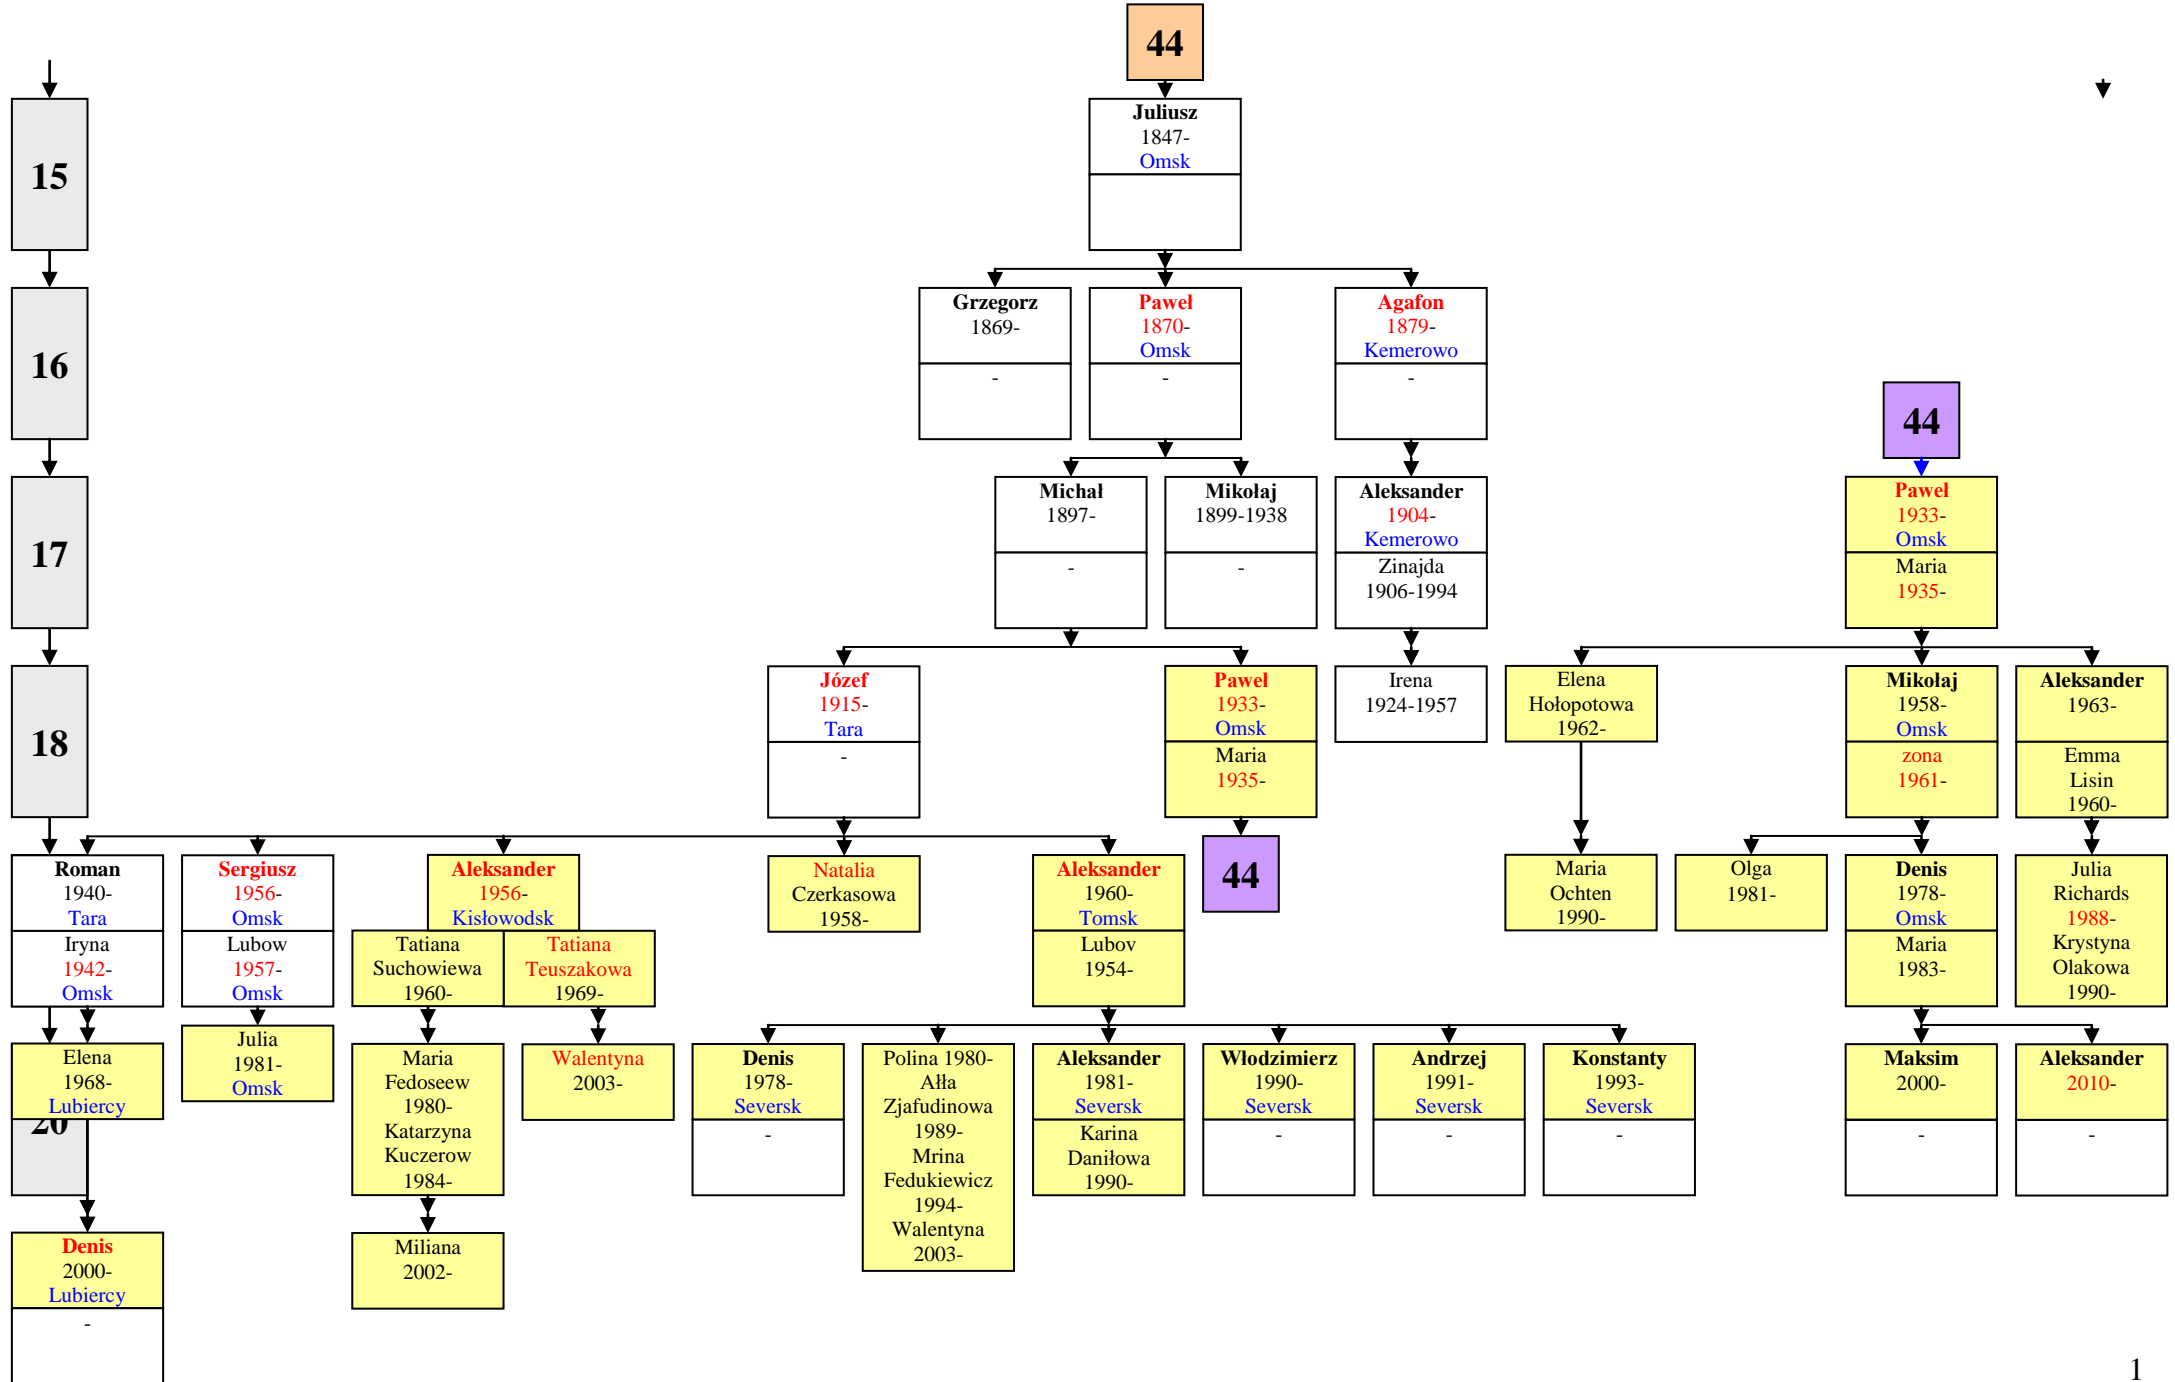 44
15
Juliusz
1847-
Omsk
16
Grzegorz
1869-
-
Paweł
1870-
Omsk
-
Agafon
1879-
Kemerowo
-
44
17
Michał
1897-
-
Mikołaj
1899-1938
-
Aleksander
1904-
Kemerowo
Zinajda
1906-1994
Paweł
1933-
Omsk
Maria
1935-
18
Józef
1915-
Tara
-
Paweł
1933-
Omsk
Maria
1935-
Irena
1924-1957
Elena
Hołopotowa
1962-
Mikołaj
1958-
Omsk
zona
1961-
Aleksander
1963-
Emma
Lisin
1960-
Roman
1940-
Tara
Iryna
1942-
Omsk
Sergiusz
1956-
Omsk
Lubow
1957-
Omsk
Aleksander
1956-
Kisłowodsk
Tatiana
Suchowiewa
1960-
Tatiana
Teuszakowa
1969-
Natalia
Czerkasowa
1958-
Aleksander
1960-
Tomsk
Lubov
1954-
44
Maria
Ochten
1990-
Olga
1981-
Denis
1978-
Omsk
Maria
1983-
Julia
Richards
1988-
Krystyna
Olakowa
1990-
Elena
1968-
Lubiercy
20
Julia
1981-
Omsk
Maria
Fedoseew
1980-
Katarzyna
Kuczerow
1984-
Walentyna
2003-
Denis
1978-
Seversk
-
Polina 1980-
Ałła
Zjafudinowa
1989-
Mrina
Fedukiewicz
1994-
Walentyna
2003-
Aleksander
1981-
Seversk
Karina
Daniłowa
1990-
Włodzimierz
1990-
Seversk
-
Andrzej
1991-
Seversk
-
Konstanty
1993-
Seversk
-
Maksim
2000-
-
Aleksander
2010-
-
Denis
2000-
Lubiercy
-
Miliana
2002-
1